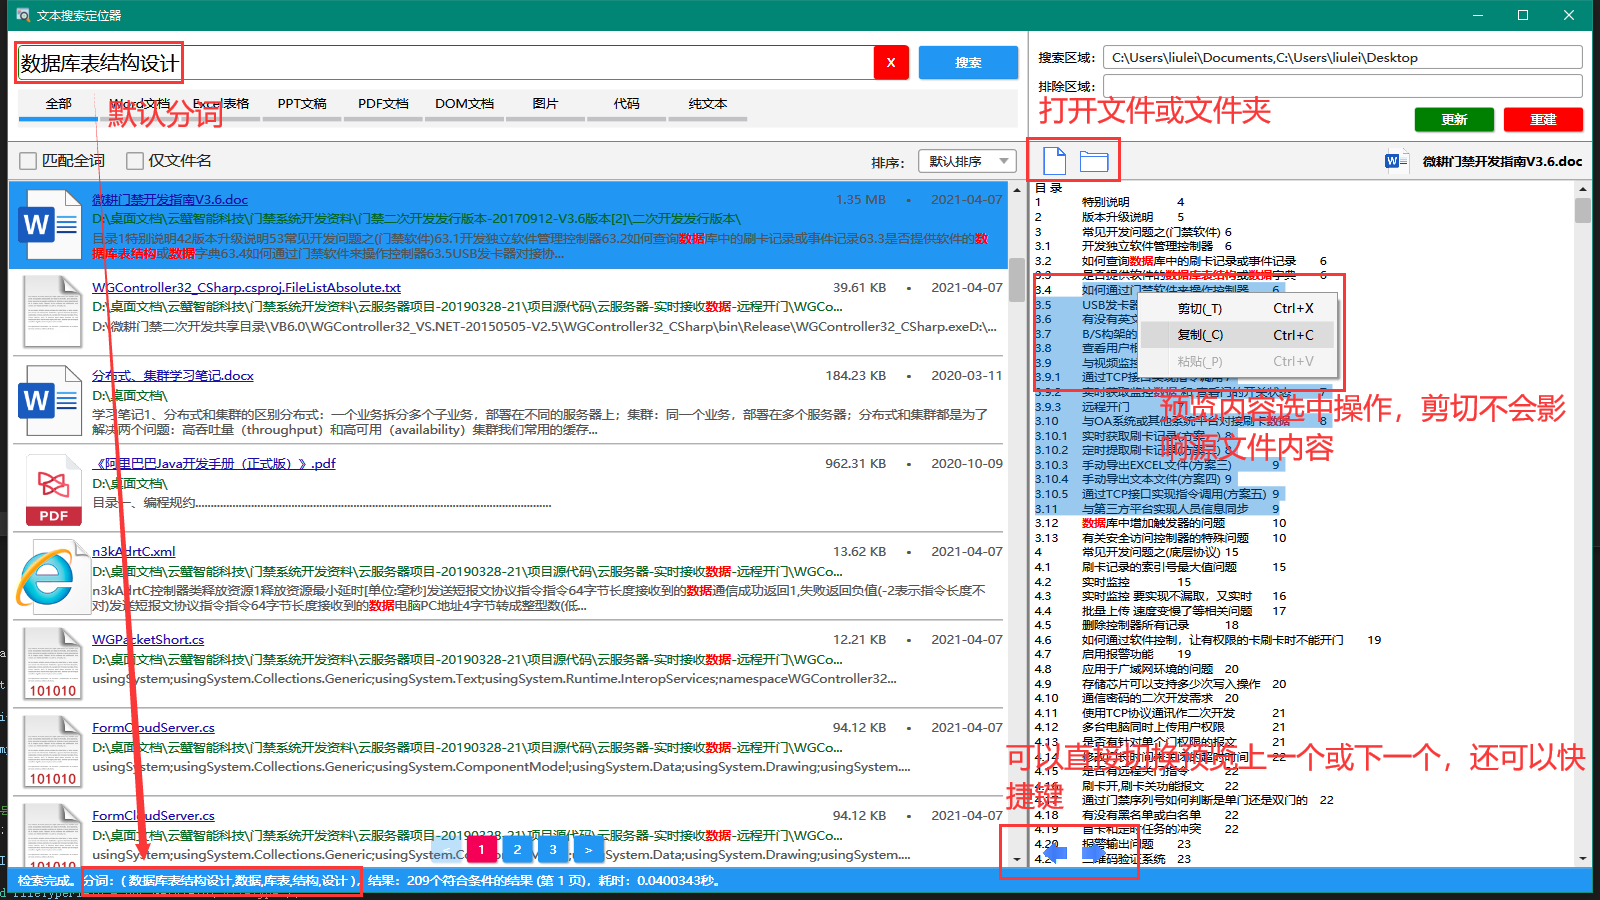 文本搜索定位器
数据库表结构设计
X
搜索
搜索区域：
C:\Users\liulei\Documents,C:\Users\liulei\Desktop
排除区域：
全部
Word文档
Excel表格
PPT文稿
PDF文档
DOM文档
图片
代码
纯文本
默认分词
打开文件或文件夹
更新
重建
匹配全词
仅文件名
排序：
默认排序
微耕门禁开发指南V3.6.doc
微耕门禁开发指南V3.6.doc 1.35 MB • 2021-04-07
D:\桌面文档\云蟹智能科技\门禁系统开发资料\门禁二次开发发行版本-20170912-V3.6版本[2]\二次开发发行版本\
目录1特别说明42版本升级说明53常见开发问题之(门禁软件)63.1开发独立软件管理控制器63.2如何查询数据库中的刷卡记录或事件记录63.3是否提供软件的数
据库表结构或数据字典63.4如何通过门禁软件来操作控制器63.5USB发卡器对接协...
WGController32_CSharp.csproj.FileListAbsolute.txt 39.61 KB • 2021-04-07
D:\桌面文档\云蟹智能科技\门禁系统开发资料\云服务器项目-20190328-21\项目源代码\云服务器-实时接收数据-远程开门\WGCo...
D:\微耕门禁二次开发共享目录\VB6.0\WGController32_VS.NET-20150505-V2.5\WGController32_CSharp\bin\Release\WGController32_CSharp.exeD:\...
分布式、集群学习笔记.docx 184.23 KB • 2020-03-11
D:\桌面文档\
学习笔记1、分布式和集群的区别分布式：一个业务拆分多个子业务，部署在不同的服务器上；集群：同一个业务，部署在多个服务器；分布式和集群都是为了
解决两个问题：高吞吐量（throughput）和高可用（availability）集群我们常用的缓存...
《阿里巴巴Java开发手册（正式版）》.pdf 962.31 KB • 2020-10-09
D:\桌面文档\
目录一、编程规约
PDF
n3kAdrtC.xml 13.62 KB • 2021-04-07
D:\桌面文档\云蟹智能科技\门禁系统开发资料\云服务器项目-20190328-21\项目源代码\云服务器-实时接收数据-远程开门\WGCo...
n3kAdrtC控制器类释放资源1释放资源最小延时[单位:毫秒]发送短报文协议指令指令64字节长度接收到的数据通信成功返回1,失败返回负值(-2表示指令长度不
对)发送短报文协议指令指令64字节长度接收到的数据电脑PC地址4字节转成整型数(低...
WGPacketShort.cs 12.21 KB • 2021-04-07
D:\桌面文档\云蟹智能科技\门禁系统开发资料\云服务器项目-20190328-21\项目源代码\云服务器-实时接收数据-远程开门\WGCo...
usingSystem;usingSystem.Collections.Generic;usingSystem.Text;usingSystem.Runtime.InteropServices;namespaceWGController32...
101010
FormCloudServer.cs 94.12 KB • 2021-04-07
D:\桌面文档\云蟹智能科技\门禁系统开发资料\云服务器项目-20190328-21\项目源代码\云服务器-实时接收数据-远程开门\WGCo...
usingSystem;usingSystem.Collections.Generic;usingSystem.ComponentModel;usingSystem.Data;usingSystem.Drawing;usingSystem....
101010
FormCloudServer.cs 94.12 KB • 2021-04-07
D:\桌面文档\云蟹智能科技\门禁系统开发资料\云服务器项目-20190328-21\项目源代码\云服务器-实时接收数据-远程开门\WGCo...
usingSystem;usingSystem.Collections.Generic;usingSystem.ComponentModel;usingSystem.Data;usingSystem.Drawing;usingSystem....
101010
1 2 3 >
目 录
1 特别说明 4
2 版本升级说明 5
3 常见开发问题之(门禁软件) 6
3.1 开发独立软件管理控制器 6
3.2 如何查询数据库中的刷卡记录或事件记录 6
3.3 是否提供软件的数据库表结构或数据字典 6
3.4 如何通过门禁软件来操作控制器 6
3.5 USB发卡器
3.6 有没有英文
3.7 B/S构架的
3.8 查看用户
3.9 与视频监控
3.9.1 通过TCP接口实现指令调用 7
3.9.2
3.9.3 远程开门
3.10 与OA系统或其他系统平台对接刷卡数据 8
3.10.1 实时获取刷卡记录(方案一) 8
3.10.2 定时提取刷卡记录(方案二) 8
3.10.3 手动导出EXCEL文件(方案三) 9
3.10.4 手动导出文本文件(方案四) 9
3.10.5 通过TCP接口实现指令调用(方案五) 9
3.11 与第三方平台实现人员信息同步 9
3.12 数据库中增加触发器的问题 10
3.13 有关安全访问控制器的特殊问题 10
4 常见开发问题之(底层协议) 15
4.1 刷卡记录的索引号最大值问题 15
4.2 实时监控 15
4.3 实时监控 要实现不漏取，又实时 16
4.4 批量上传 速度变慢了等相关问题 17
4.5 删除控制器所有记录 18
4.6 如何通过软件控制，让有权限的卡刷卡时不能开门 19
4.7 启用报警功能 19
4.8 应用于广域网环境的问题 20
4.9 存储芯片可以支持多少次写入操作 20
4.10 通信密码的二次开发需求 20
4.11 使用TCP协议通讯作二次开发 21
4.12 多台电脑同时上传用户权限 21
4.13 是否有针对单个门权限的报文 21
4.14 22
4.15 是否有远程关门指令 22
4.16 刷卡开,刷卡关功能报文 22
通过门禁序列号如何判断是单门还是双门的 22
4.18 有没有黑名单或白名单 22
4.19 首卡和定时任务的冲突 22
4.20 报警输出问题 23
二维码验证系统 23
剪切(_T) Ctrl+X
复制(_C) Ctrl+C
粘贴(_P) Ctrl+V
预览内容选中操作，剪切不会影
响源文件内容
可以直接切换预览上一个或下一个，还可以快
捷键
检索完成。分词：( 数据库表结构设计,数据,库表,结构,设计 )，结果：209个符合条件的结果 (第 1 页)，耗时：0.0400343秒。